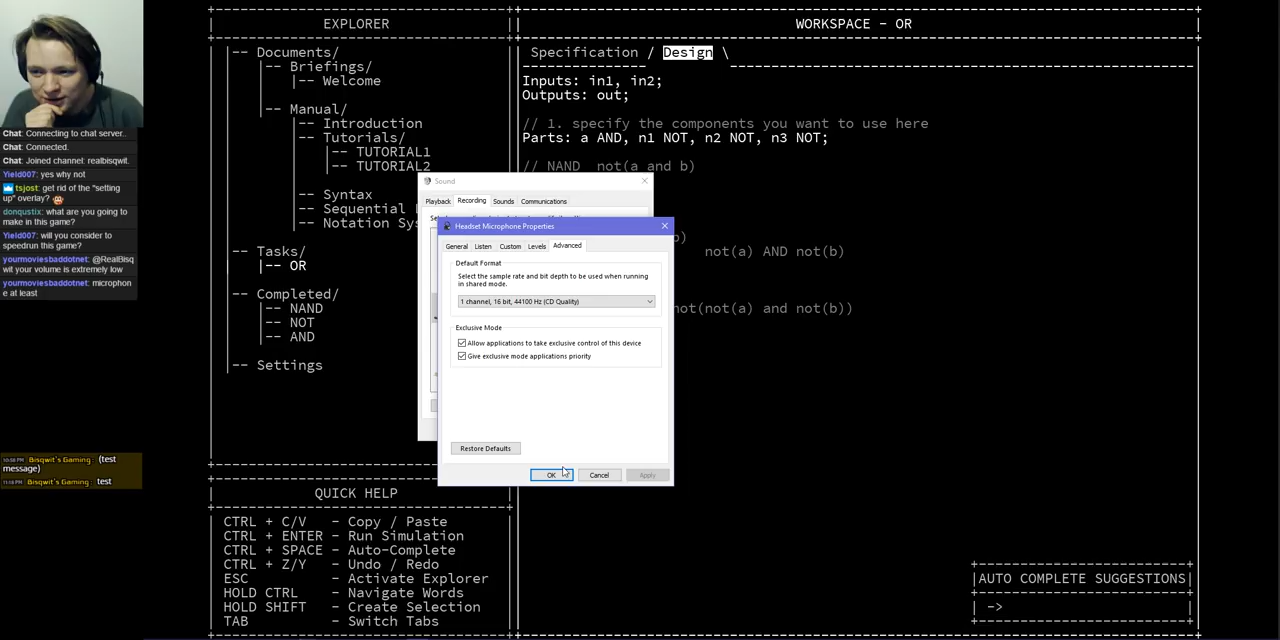 EXPLORER
|-- Documents/
|-- Briefings/
|-- Welcome
|-- Manual/
|-- Introduction
|-- Tutorials/
|-- TUTORIAL1
|-- TUTORIAL2
|-- Syntax
|-- Sequential
|-- Notation Sys
|-- Tasks/
|-- OR
|-- Completed/
|-- NAND
|-- NOT
|-- AND
|-- Settings
WORKSPACE - OR
Specification / Design \
Inputs: in1, in2;
Outputs: out;
// 1. specify the components you want to use here
Parts: a AND, n1 NOT, n2 NOT, n3 NOT;
// NAND  not(a and b)
b)
not(a) AND not(b)
not(not(a) and not(b))
Chat: Connecting to chat server..
Chat: Connected.
Chat: Joined channel: realbisqwit.
Yield007: yes why not
tsjost: get rid of the "setting
up" overlay?
donqustix: what are you going to
make in this game?
Yield007: will you consider to
speedrun this game?
yourmoviesbaddotnet: @RealBisq
wit your volume is extremely low
yourmoviesbaddotnet: microphon
e at least
10:58 PM Bisqwit's Gaming: (test
message)
11:18 PM Bisqwit's Gaming: test
Sound
Playback Recording Sounds Communications
Headset Microphone Properties
General Listen Custom Levels Advanced
Default Format
Select the sample rate and bit depth to be used when running
in shared mode.
1 channel, 16 bit, 44100 Hz (CD Quality)
Exclusive Mode
Allow applications to take exclusive control of this device
Give exclusive mode applications priority
Restore Defaults
OK Cancel Apply
QUICK HELP
CTRL + C/V - Copy / Paste
CTRL + ENTER - Run Simulation
CTRL + SPACE - Auto-Complete
CTRL + Z/Y - Undo / Redo
ESC - Activate Explorer
HOLD CTRL - Navigate Words
HOLD SHIFT - Create Selection
TAB - Switch Tabs
AUTO COMPLETE SUGGESTIONS
->